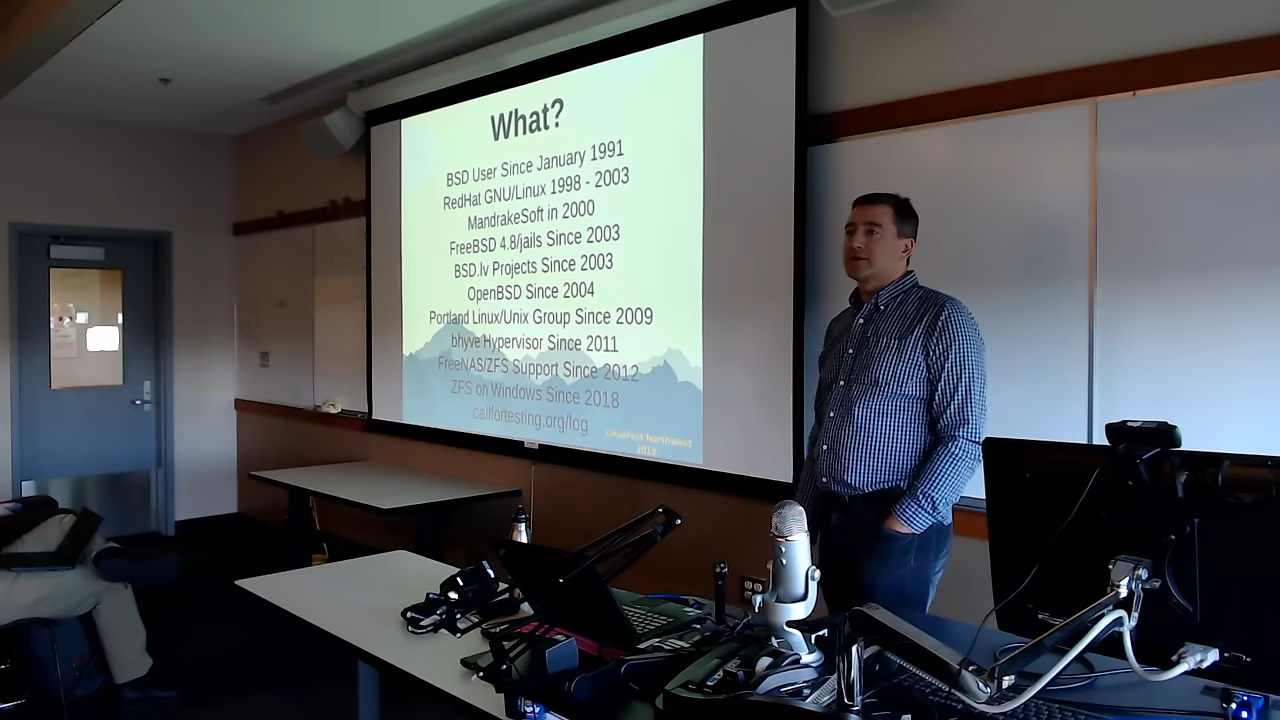 What?
BSD User Since January 1991
RedHat GNU/Linux 1998 - 2003
MandrakeSoft in 2000
FreeBSD 4.8/jails Since 2003
BSD.lv Projects Since 2003
OpenBSD Since 2004
Portland Linux/Unix Group Since 2009
bhyve Hypervisor Since 2011
FreeNAS/ZFS Support Since 2012
ZFS on Windows Since 2018
callfortesting.org/log
LinuxFest Northwest
2019